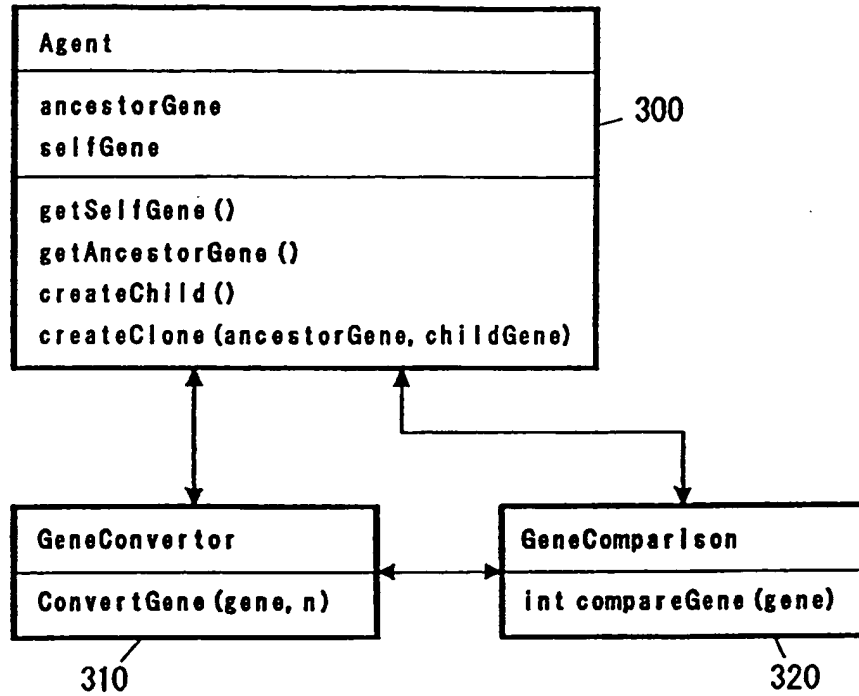 Agent
ancestorGene
selfGene
300
getSelfGene()
getAncestorGene()
createChild()
createClone(ancestorGene, childGene)
GeneConvertor
ConvertGene(gene, n)
310
GeneComparison
int compareGene(gene)
320